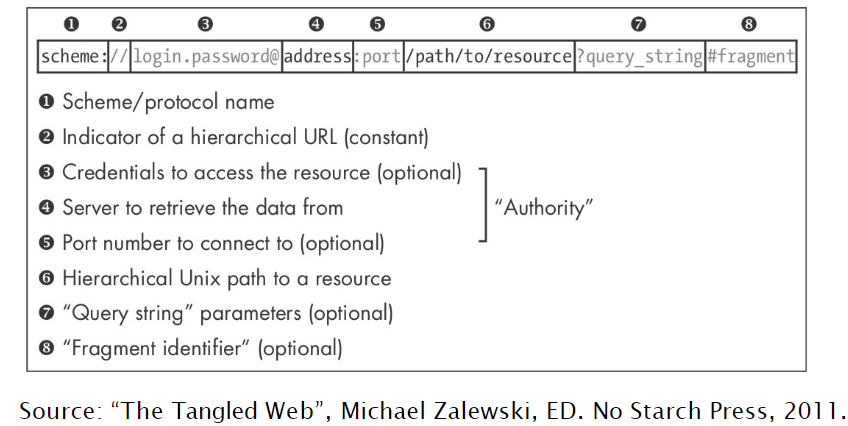 ❶ ❷ ❸ ❹ ❺ ❻ ❼ ❽
scheme://login.password@address:port/path/to/resource?query_string#fragment
❶ Scheme/protocol name
❷ Indicator of a hierarchical URL (constant)
❸ Credentials to access the resource (optional)
❹ Server to retrieve the data from
"Authority"
❺ Port number to connect to (optional)
❻ Hierarchical Unix path to a resource
❼ "Query string" parameters (optional)
❽ "Fragment identifier" (optional)
Source: "The Tangled Web", Michael Zalewski, ED. No Starch Press, 2011.